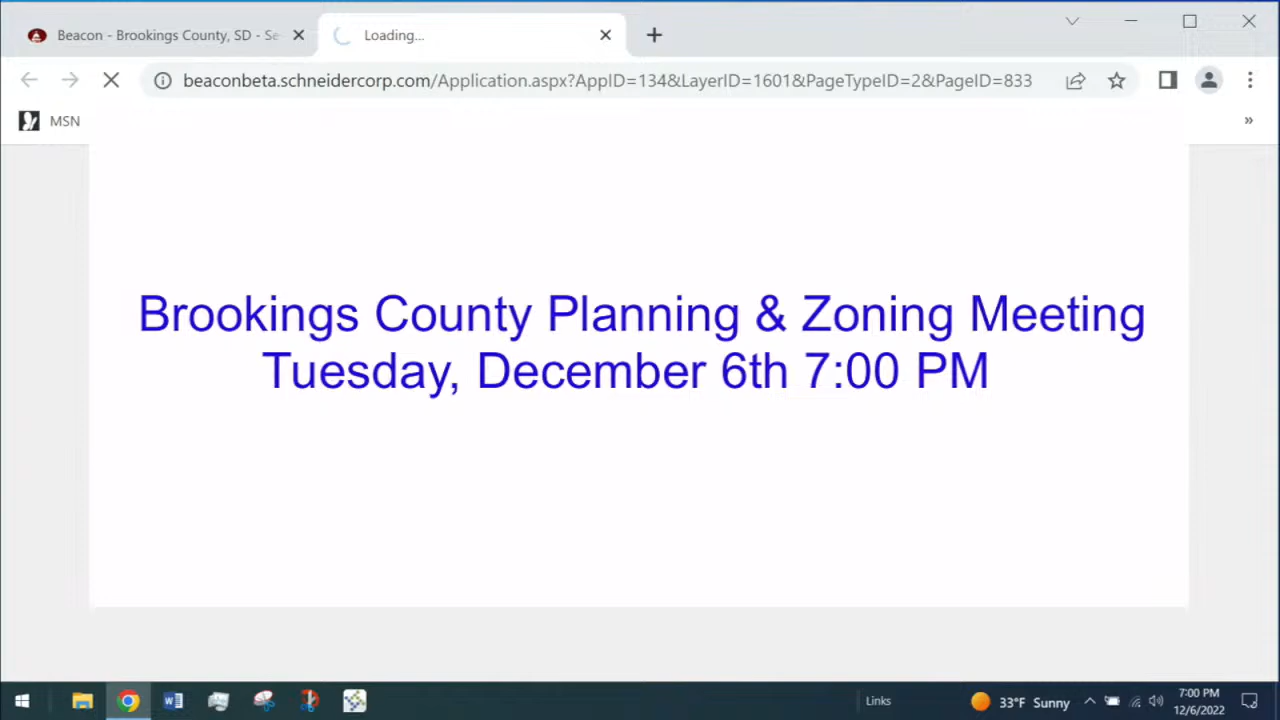 Beacon - Brookings County, SD - Se
Loading...
beaconbeta.schneidercorp.com/Application.aspx?AppID=134&LayerID=1601&PageTypeID=2&PageID=833
MSN
»
Brookings County Planning & Zoning Meeting
Tuesday, December 6th 7:00 PM
Links
33°F Sunny
7:00 PM
12/6/2022